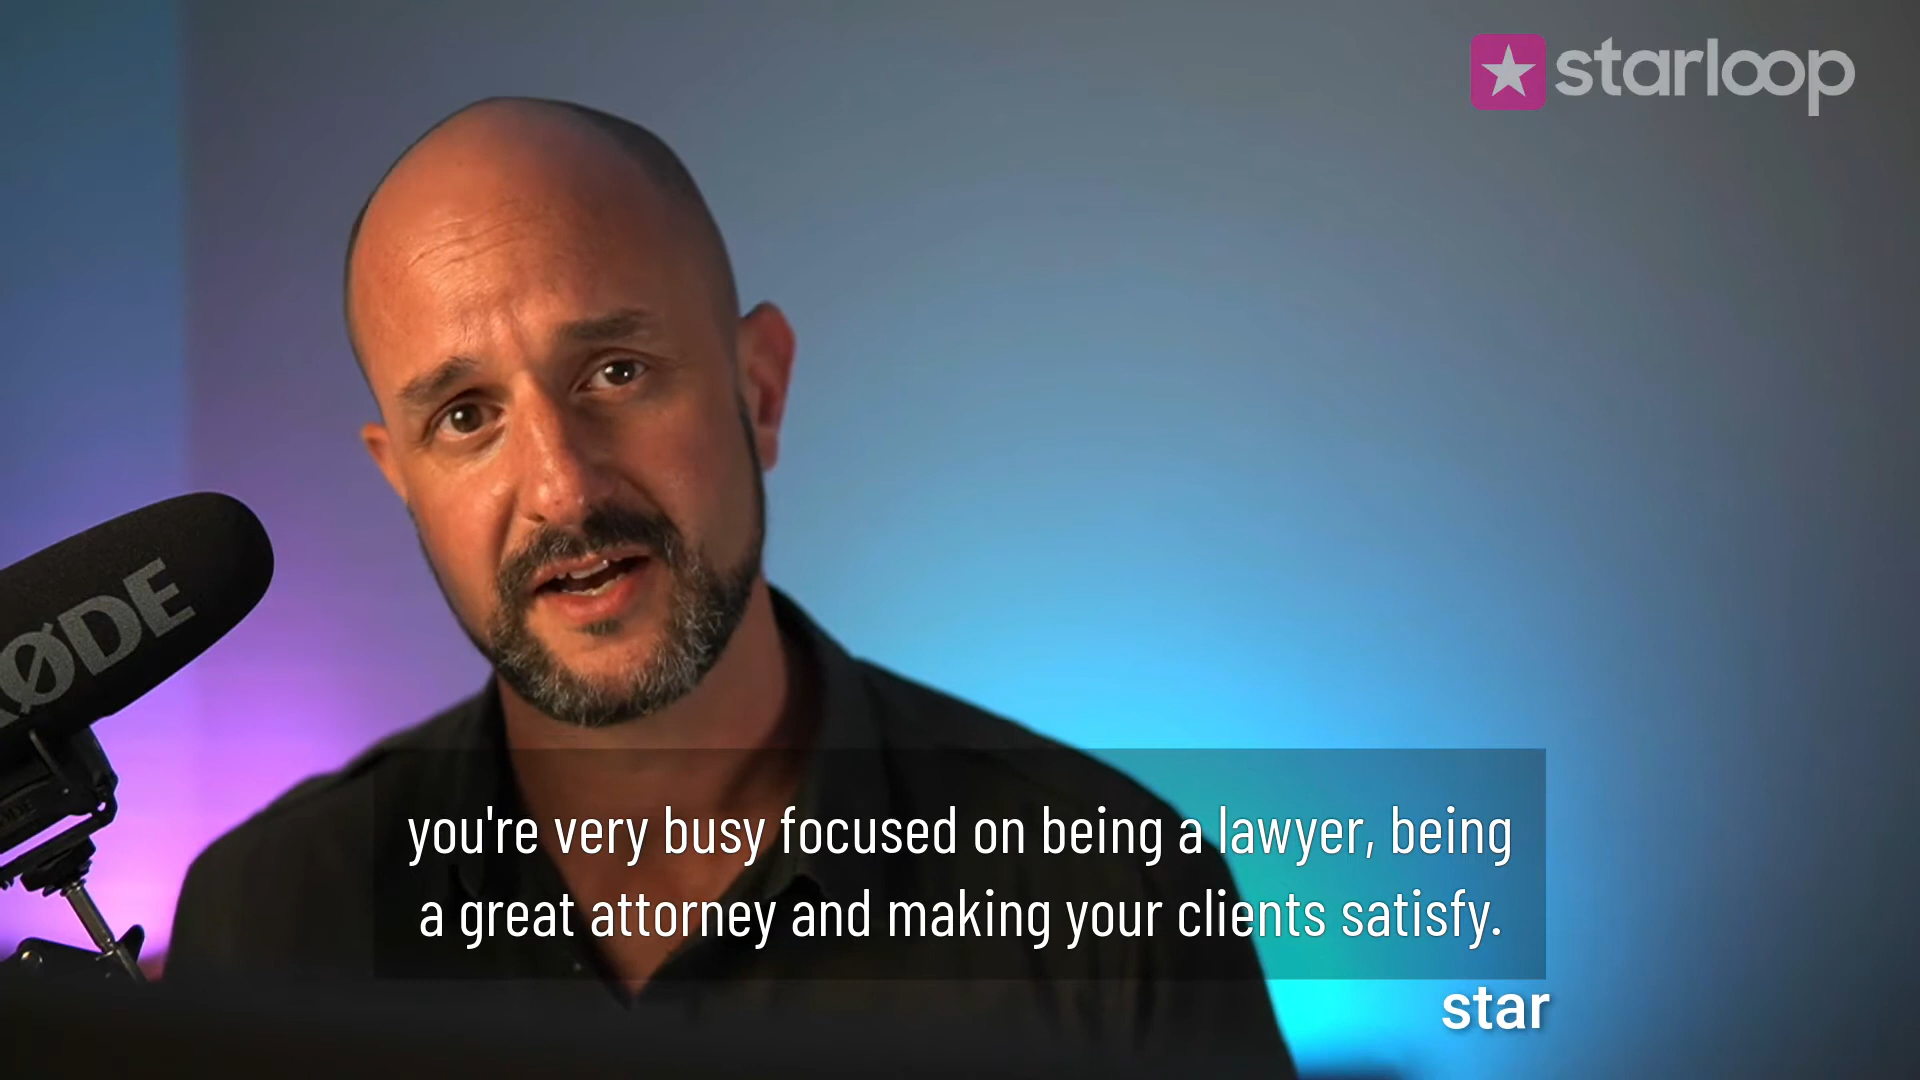 starloop
RØDE
you're very busy focused on being a lawyer, being
a great attorney and making your clients satisfy.
star